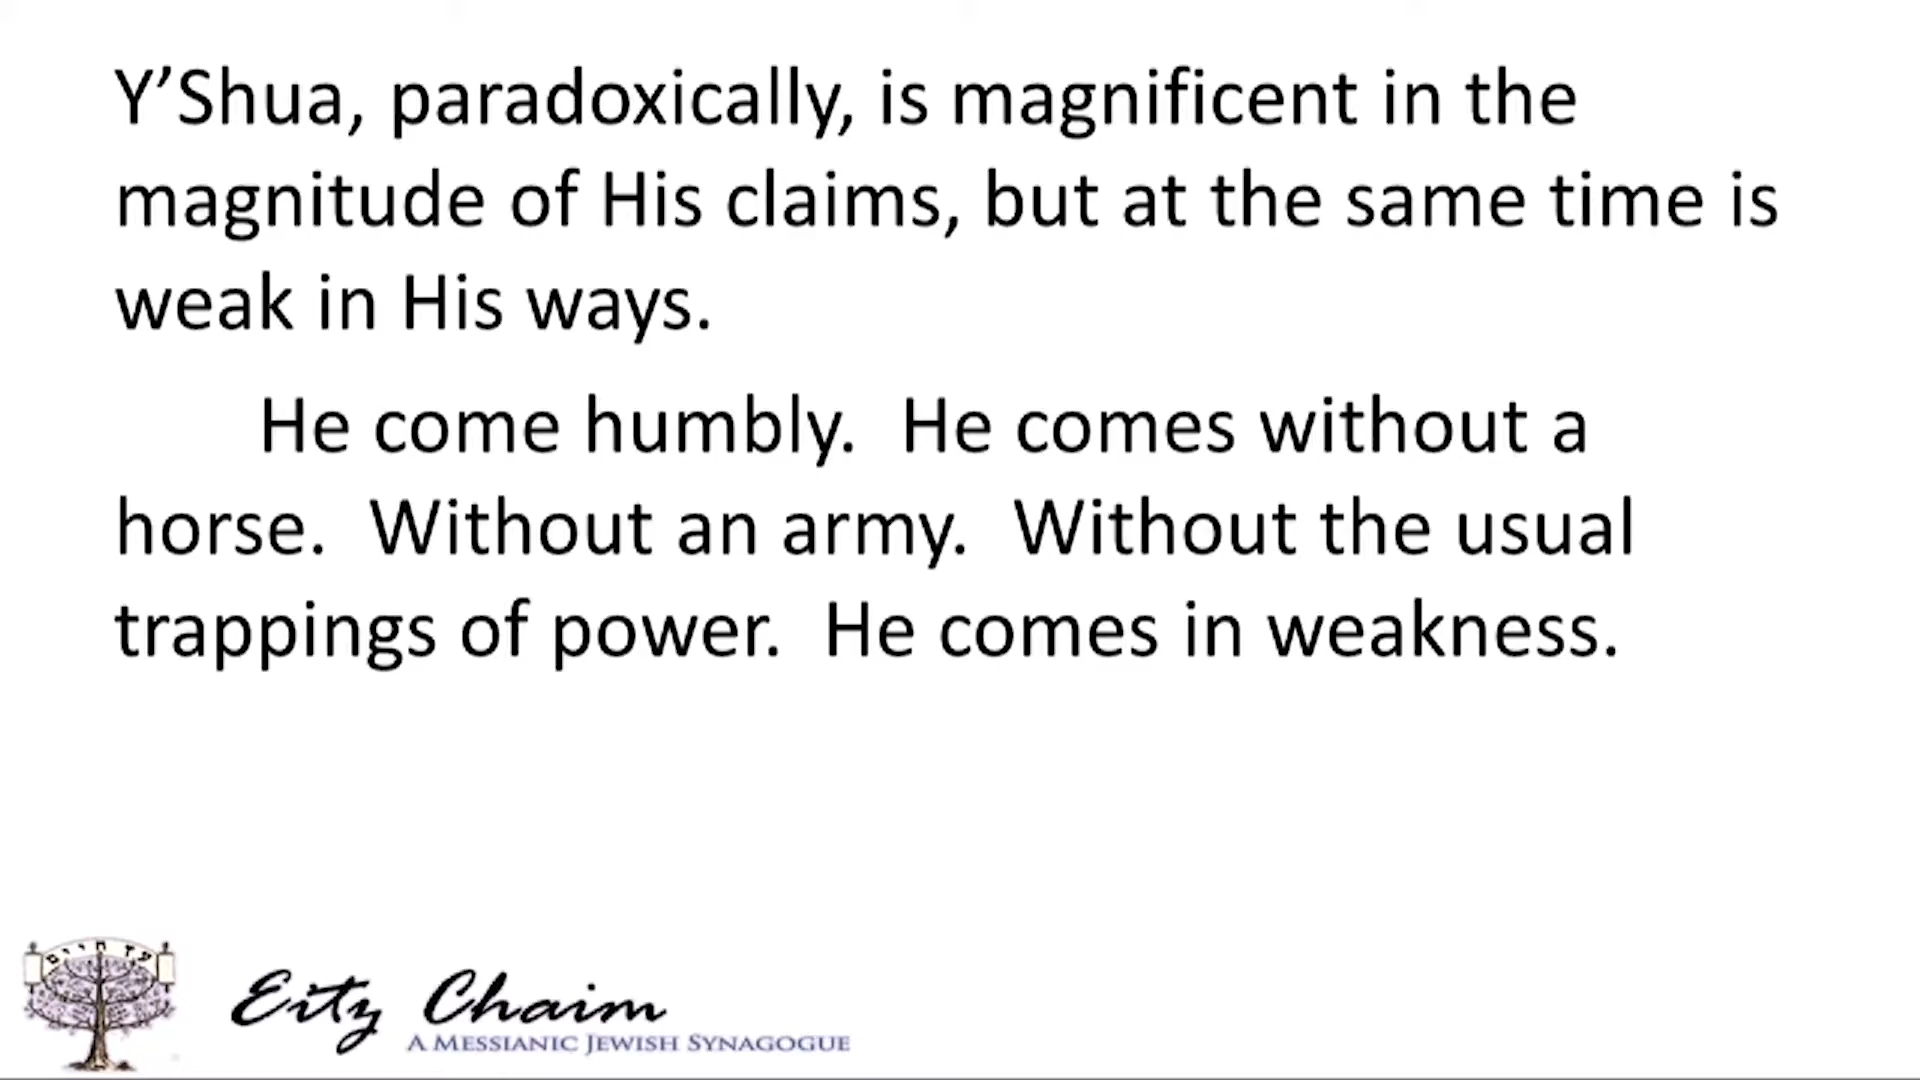 Y’Shua, paradoxically, is magnificent in the
magnitude of His claims, but at the same time is
weak in His ways.
He come humbly.  He comes without a
horse.  Without an army.  Without the usual
trappings of power.  He comes in weakness.
עץ חיים
Eitz Chaim
A MESSIANIC JEWISH SYNAGOGUE